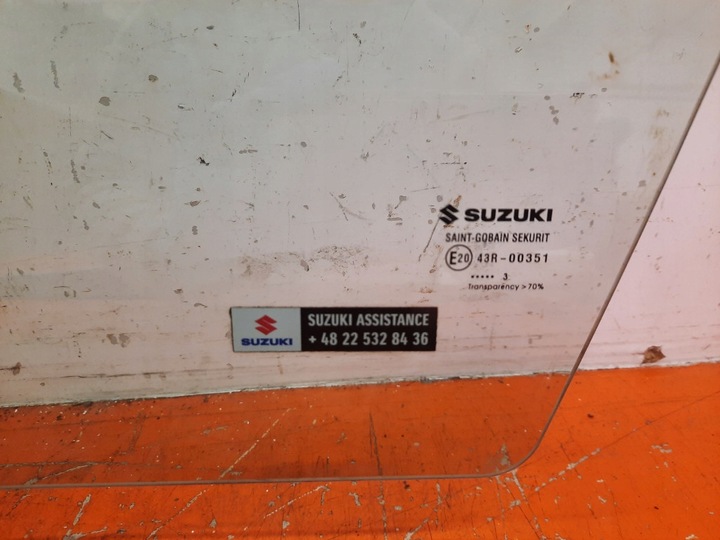 SUZUKI
SAINT-GOBAIN SEKURIT
E20 43R-00351
..... 3
Transparency >70%
SUZUKI
SUZUKI ASSISTANCE
+ 48 22 532 84 36